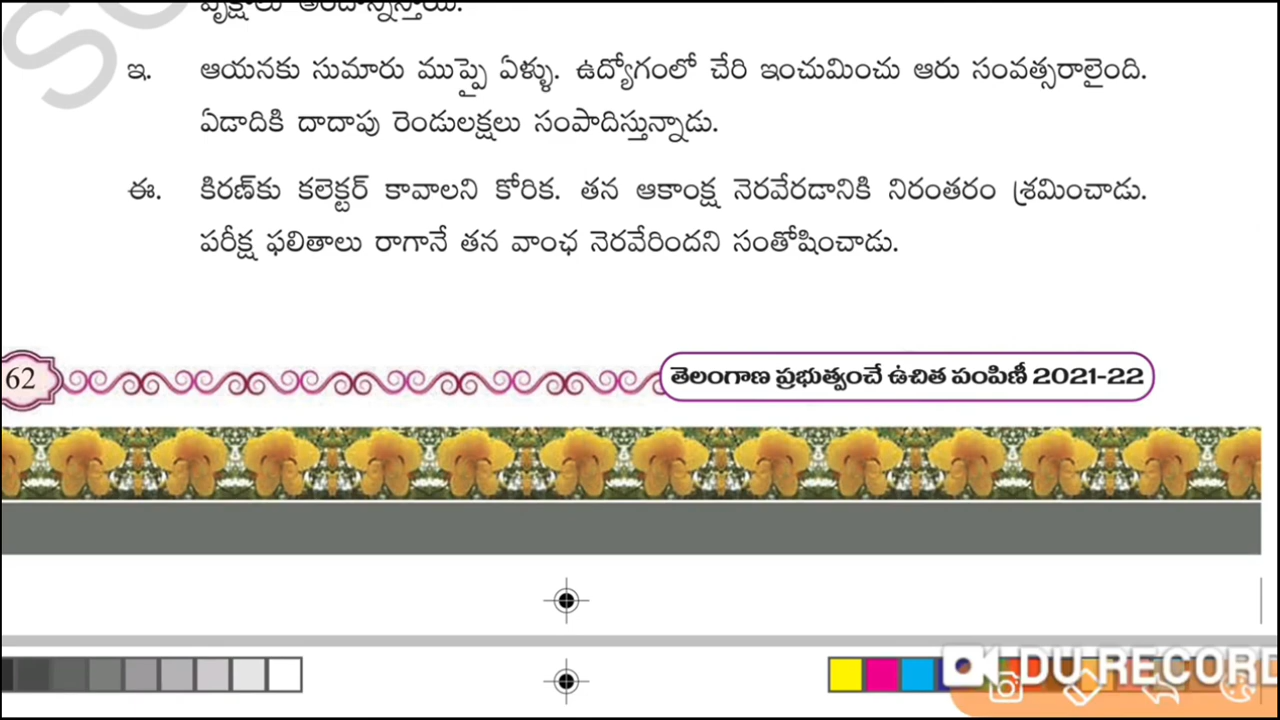 వృక్షాలు ఆనందాన్నిస్తాయి.
ఇ. ఆయనకు సుమారు ముప్పై ఏళ్ళు. ఉద్యోగంలో చేరి ఇంచుమించు ఆరు సంవత్సరాలైంది.
ఏడాదికి దాదాపు రెండులక్షలు సంపాదిస్తున్నాడు.
ఈ. కిరణ్‌కు కలెక్టర్ కావాలని కోరిక. తన ఆకాంక్ష నెరవేరడానికి నిరంతరం శ్రమించాడు.
పరీక్ష ఫలితాలు రాగానే తన వాంఛ నెరవేరిందని సంతోషించాడు.
62
తెలంగాణ ప్రభుత్వంచే ఉచిత పంపిణీ 2021-22
DU RECORD